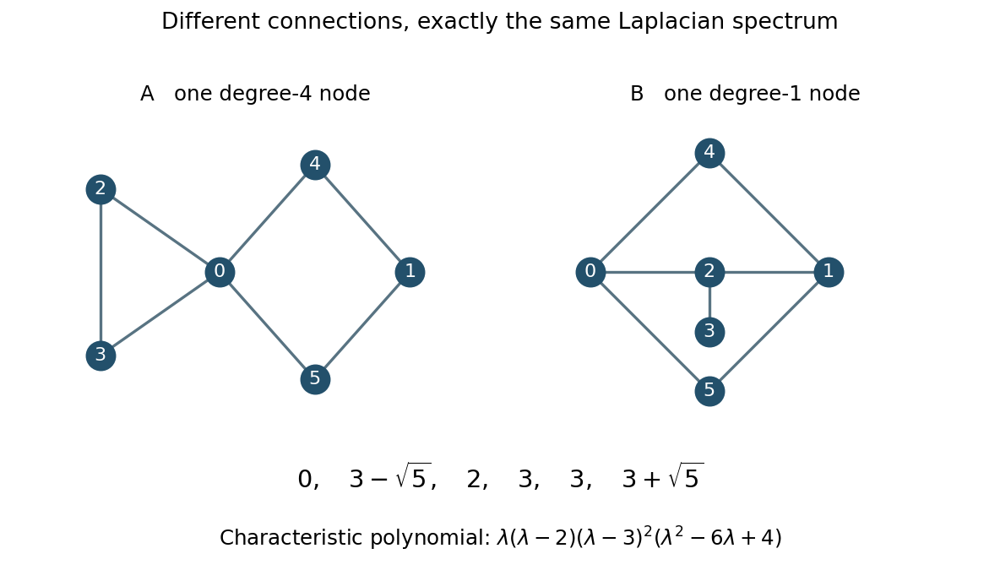 Different connections, exactly the same Laplacian spectrum
A one degree-4 node
B one degree-1 node
4
2
0
1
3
5
4
0
2
1
3
5
0, 3 − √5, 2, 3, 3, 3 + √5
Characteristic polynomial: λ(λ − 2)(λ − 3)²(λ² − 6λ + 4)